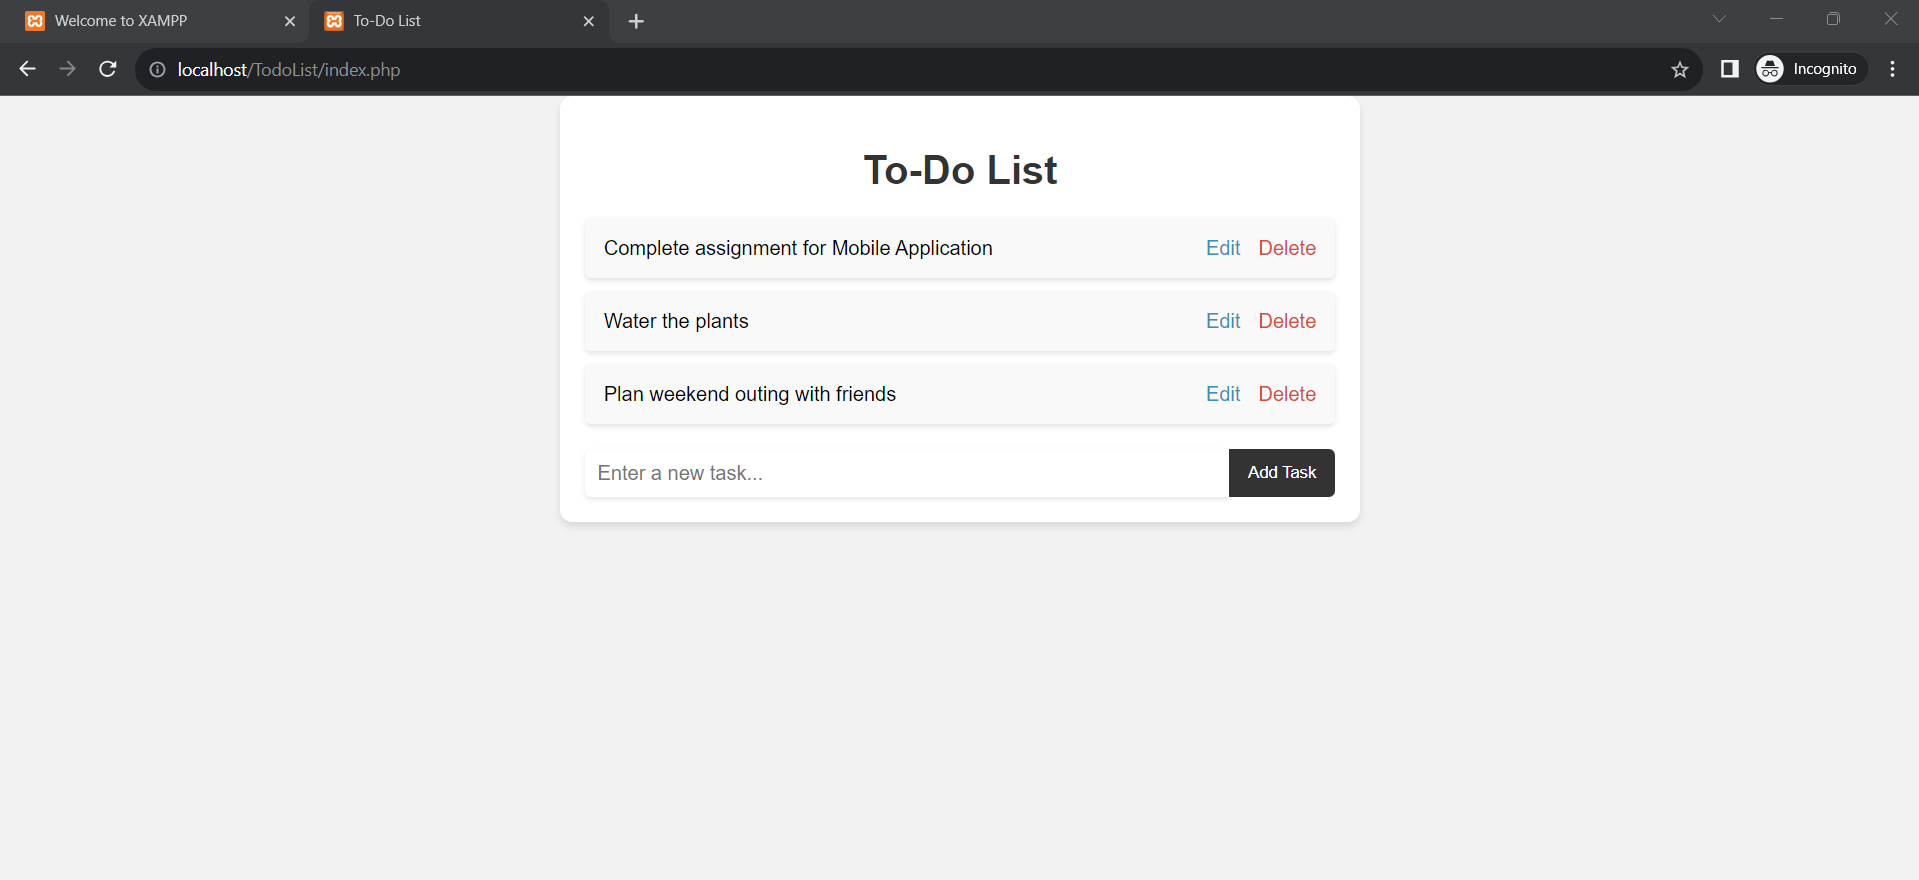 Welcome to XAMPP
To-Do List
localhost/TodoList/index.php
Incognito
To-Do List
Complete assignment for Mobile Application Edit Delete
Water the plants Edit Delete
Plan weekend outing with friends Edit Delete
Enter a new task... Add Task